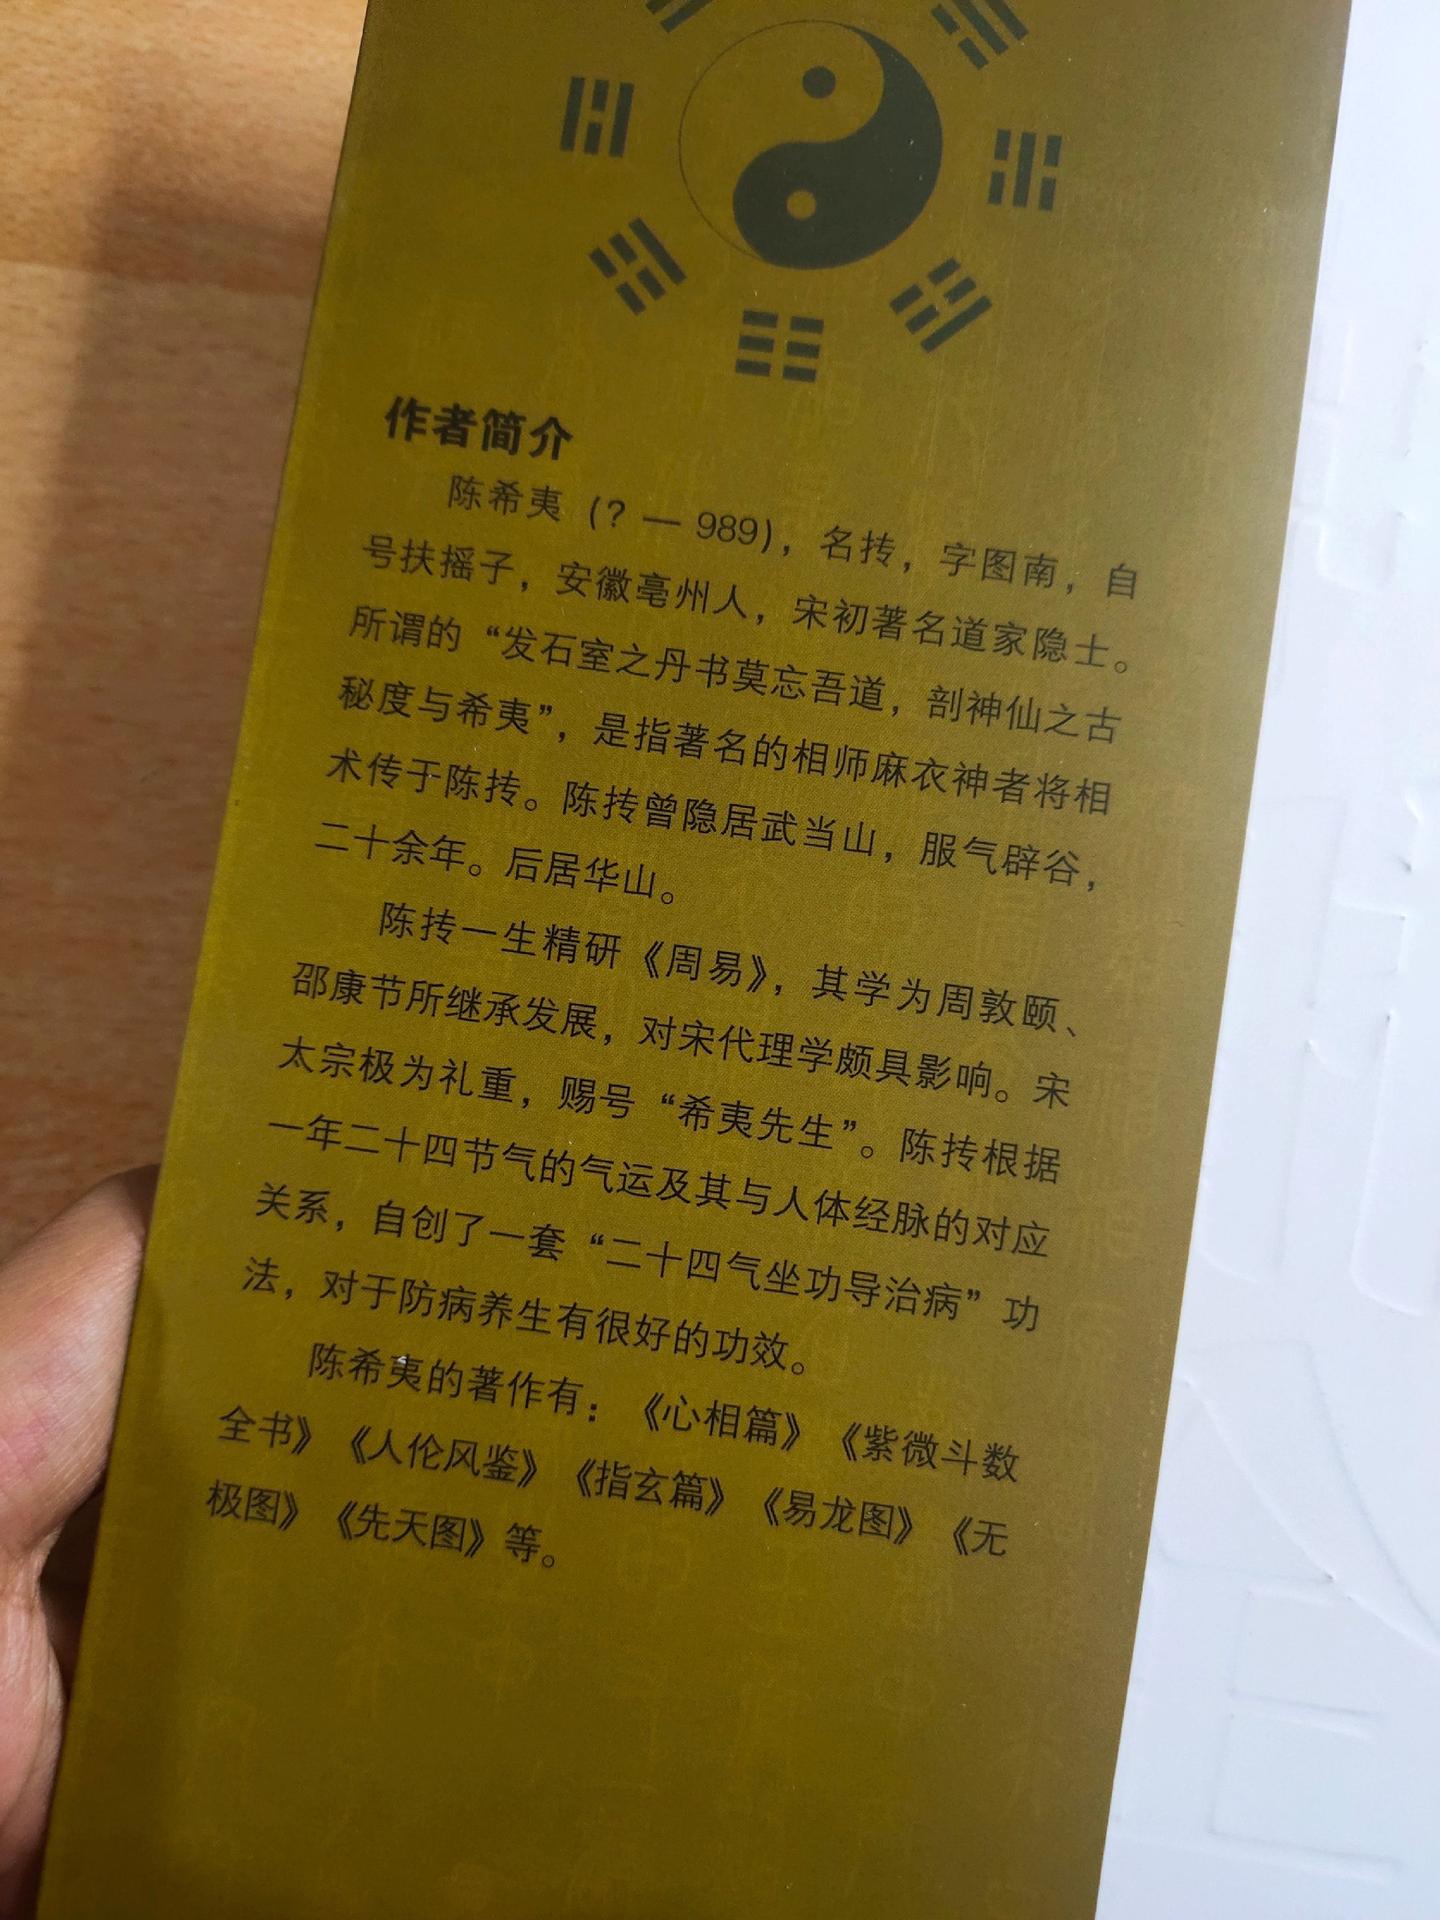 作者简介
陈希夷（？— 989），名抟，字图南，自
号扶摇子，安徽亳州人，宋初著名道家隐士。
所谓的“发石室之丹书莫忘吾道，剖神仙之古
秘度与希夷”，是指著名的相师麻衣神者将相
术传于陈抟。陈抟曾隐居武当山，服气辟谷，
二十余年。后居华山。
陈抟一生精研《周易》，其学为周敦颐、
邵康节所继承发展，对宋代理学颇具影响。宋
太宗极为礼重，赐号“希夷先生”。陈抟根据
一年二十四节气的气运及其与人体经脉的对应
关系，自创了一套“二十四气坐功导治病”功
法，对于防病养生有很好的功效。
陈希夷的著作有：《心相篇》《紫微斗数
全书》《人伦风鉴》《指玄篇》《易龙图》《无
极图》《先天图》等。